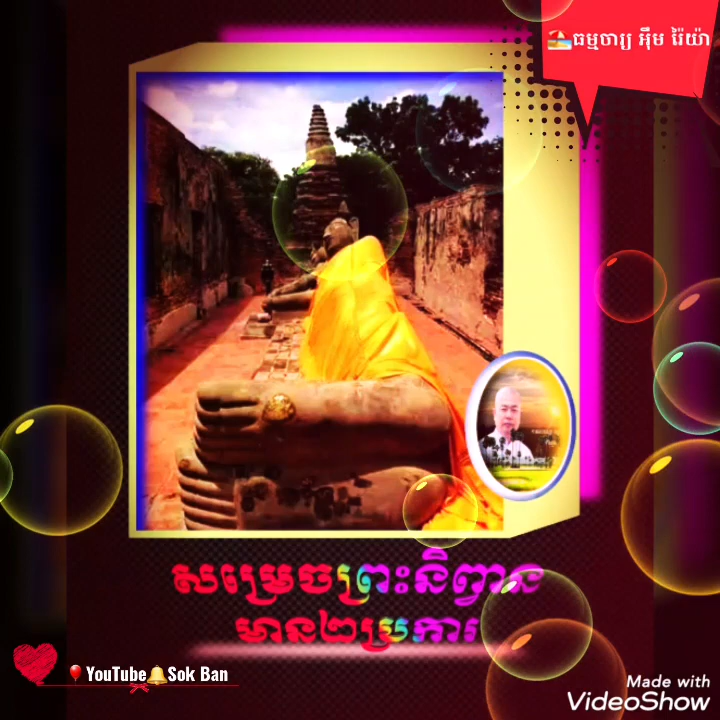 🏖️ធម្មចារ្យ អ៊ឹម រ៉ៃយ៉ា
សម្រេចព្រះនិព្វាន
មាន២ប្រការ
📍YouTube🔔Sok Ban
Made with
VideoShow